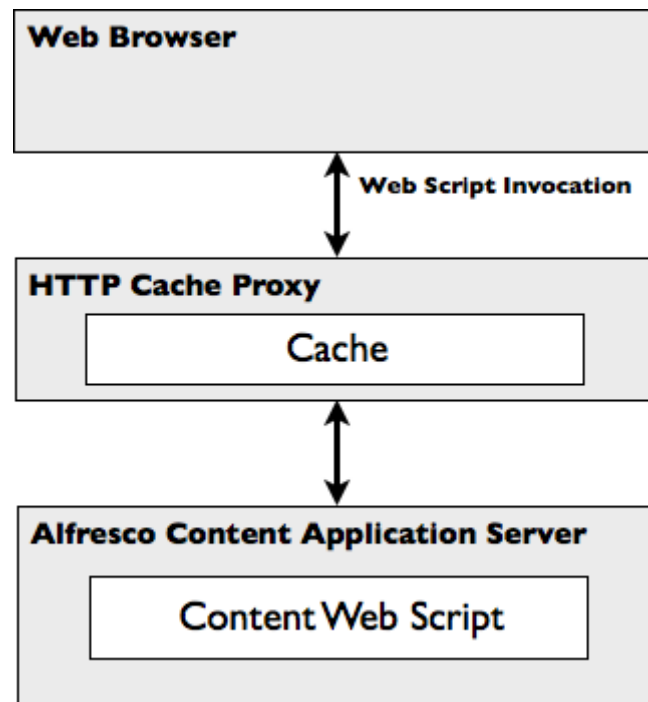 Web Browser
Web Script Invocation
HTTP Cache Proxy
Cache
Alfresco Content Application Server
Content Web Script